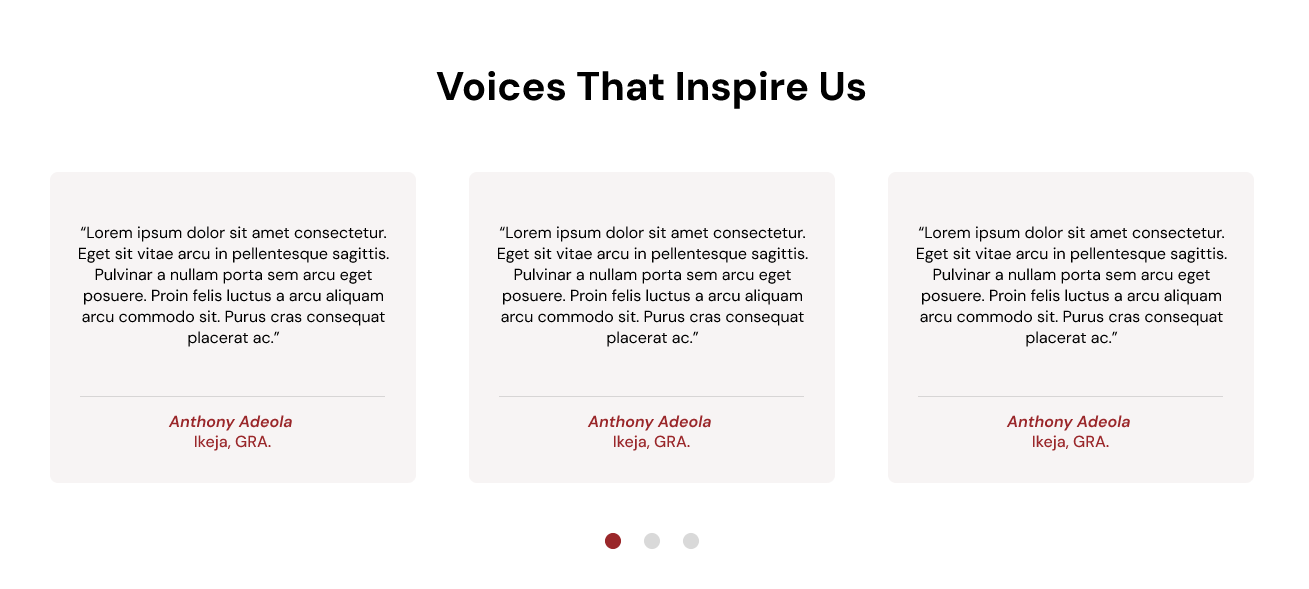 Voices That Inspire Us
“Lorem ipsum dolor sit amet consectetur.
Eget sit vitae arcu in pellentesque sagittis.
Pulvinar a nullam porta sem arcu eget
posuere. Proin felis luctus a arcu aliquam
arcu commodo sit. Purus cras consequat
placerat ac.”
Anthony Adeola
Ikeja, GRA.
“Lorem ipsum dolor sit amet consectetur.
Eget sit vitae arcu in pellentesque sagittis.
Pulvinar a nullam porta sem arcu eget
posuere. Proin felis luctus a arcu aliquam
arcu commodo sit. Purus cras consequat
placerat ac.”
Anthony Adeola
Ikeja, GRA.
“Lorem ipsum dolor sit amet consectetur.
Eget sit vitae arcu in pellentesque sagittis.
Pulvinar a nullam porta sem arcu eget
posuere. Proin felis luctus a arcu aliquam
arcu commodo sit. Purus cras consequat
placerat ac.”
Anthony Adeola
Ikeja, GRA.